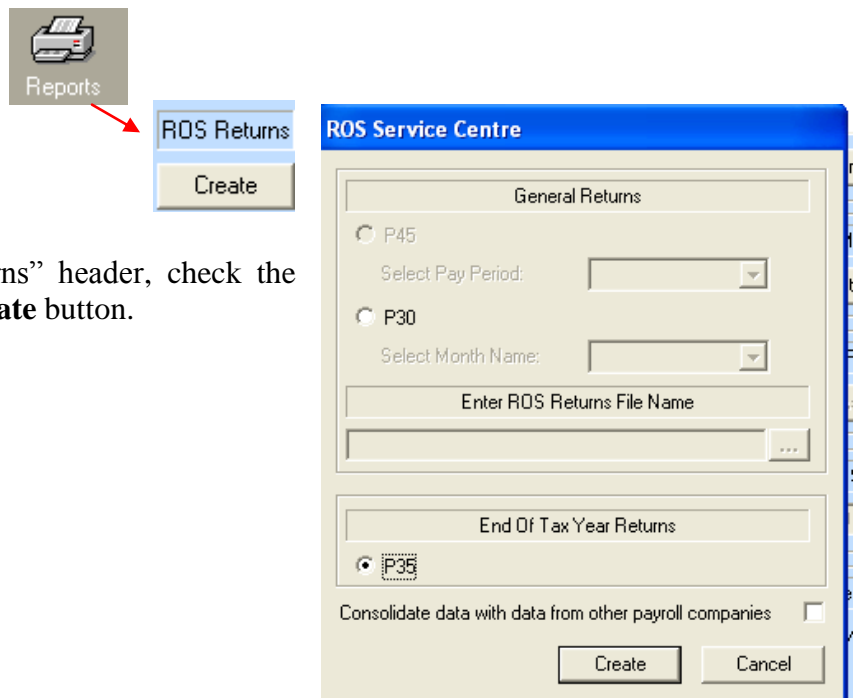 Reports
ROS Returns
Create
ns” header, check the
ate button.
ROS Service Centre
General Returns
P45
Select Pay Period:
P30
Select Month Name:
Enter ROS Returns File Name
...
End Of Tax Year Returns
P35
Consolidate data with data from other payroll companies
Create Cancel